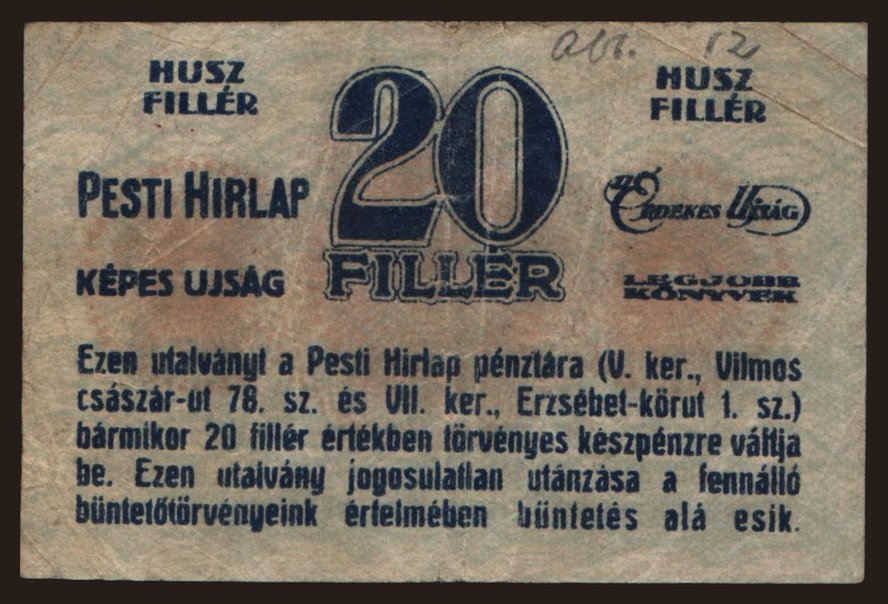 abr. 12
HUSZ
FILLÉR
20
FILLÉR
HUSZ
FILLÉR
PESTI HIRLAP
AZ ÉRDEKES UJSÁG
KÉPES UJSÁG
LEGJOBB
KÖNYVEK
Ezen utalványt a Pesti Hirlap pénztára (V. ker., Vilmos
császár-ut 78. sz. és VII. ker., Erzsébet-körut 1. sz.)
bármikor 20 fillér értékben törvényes készpénzre váltja
be. Ezen utalvány jogosulatlan utánzása a fennálló
büntetőtörvényeink értelmében büntetés alá esik.